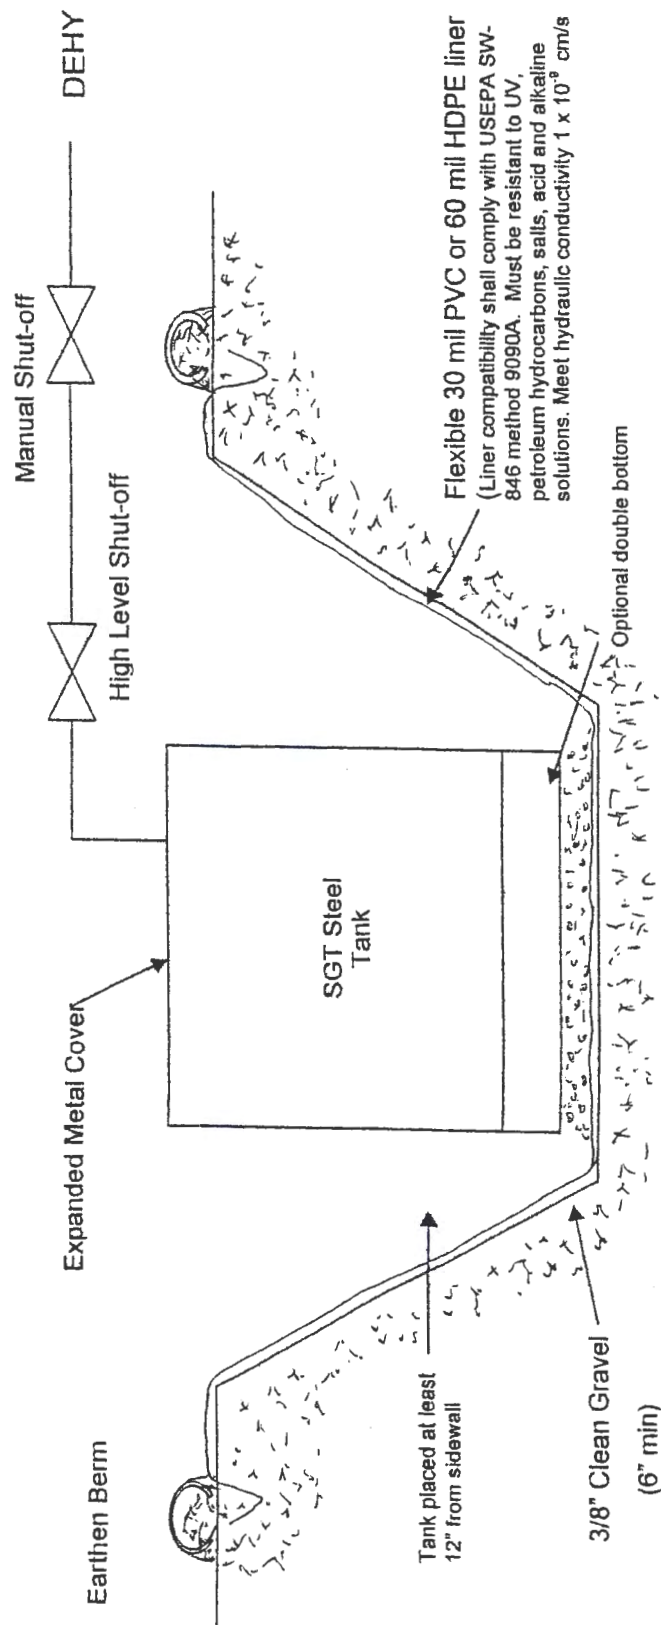 DEHY
Manual Shut-off
High Level Shut-off
Expanded Metal Cover
Earthen Berm
SGT Steel
Tank
Flexible 30 mil PVC or 60 mil HDPE liner
(Liner compatibility shall comply with USEPA SW-
846 method 9090A. Must be resistant to UV,
petroleum hydrocarbons, salts, acid and alkaline
solutions. Meet hydraulic conductivity 1 x 10⁻⁹ cm/s
Optional double bottom
Tank placed at least
12" from sidewall
3/8" Clean Gravel
(6" min)